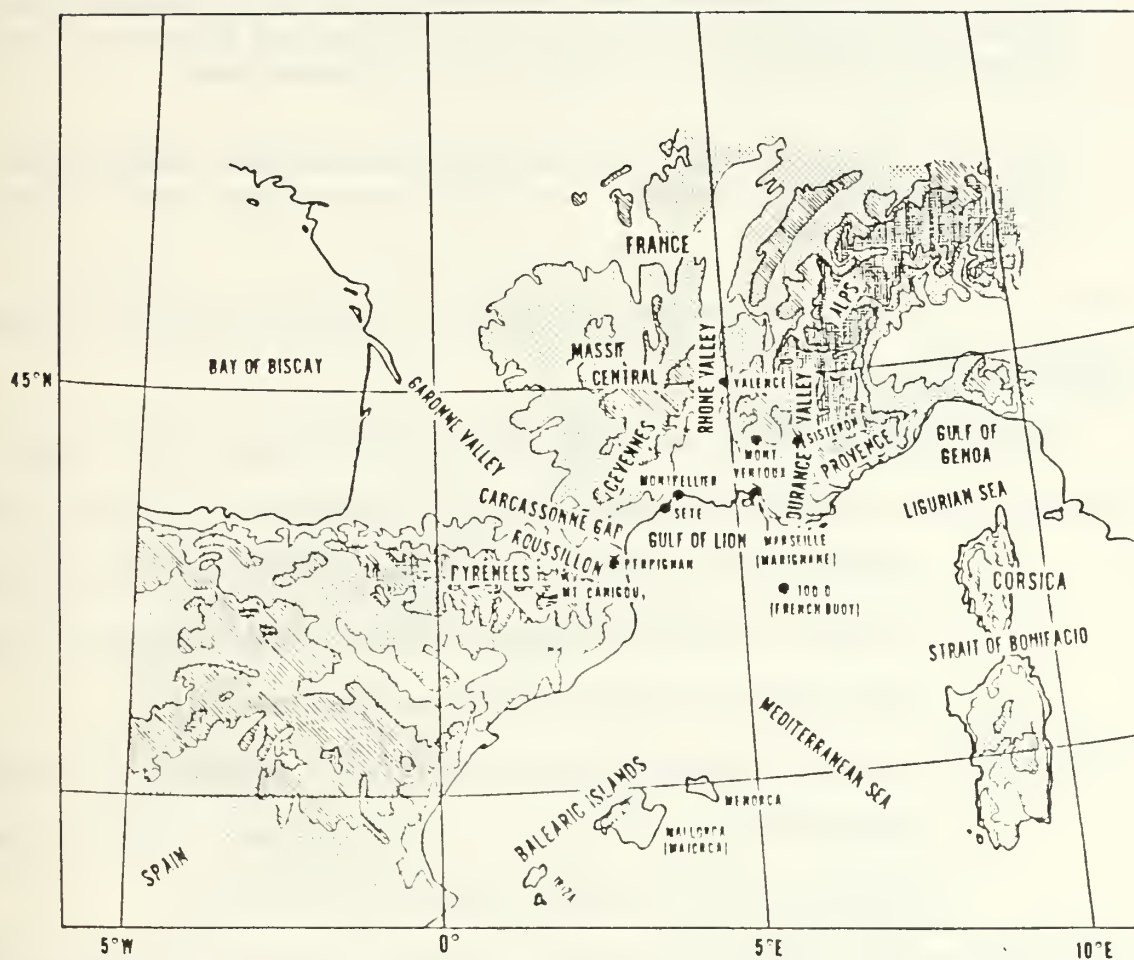 FRANCE
ALPS
BAY OF BISCAY
MASSIF
CENTRAL
RHONE VALLEY
VALENCE
45°N
GARONNE VALLEY
CEVENNES
MONT
VENTOUX
DURANCE VALLEY
SISTERON
PROVENCE
GULF OF
GENOA
MONTPELLIER
SETE
CARCASSONNE GAP
ROUSSILLON
GULF OF LION
MARSEILLE
(MARIGNANE)
LIGURIAN SEA
PERPIGNAN
PYRENEES
MT CANIGOU
100 D
(FRENCH BUOY)
CORSICA
STRAIT OF BONIFACIO
MEDITERRANEAN SEA
BALEARIC ISLANDS
MENORCA
MALLORCA
(MAJORCA)
IBIZA
SPAIN
5°W
0°
5°E
10°E